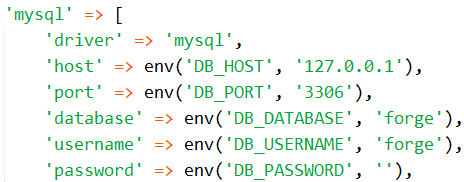 'mysql' => [
'driver' => 'mysql',
'host' => env('DB_HOST', '127.0.0.1'),
'port' => env('DB_PORT', '3306'),
'database' => env('DB_DATABASE', 'forge'),
'username' => env('DB_USERNAME', 'forge'),
'password' => env('DB_PASSWORD', ''),